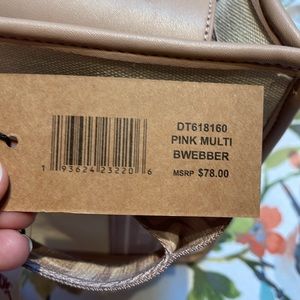 DT618160
PINK MULTI
BWEBBER
MSRP $78.00
1 93624 23220 6